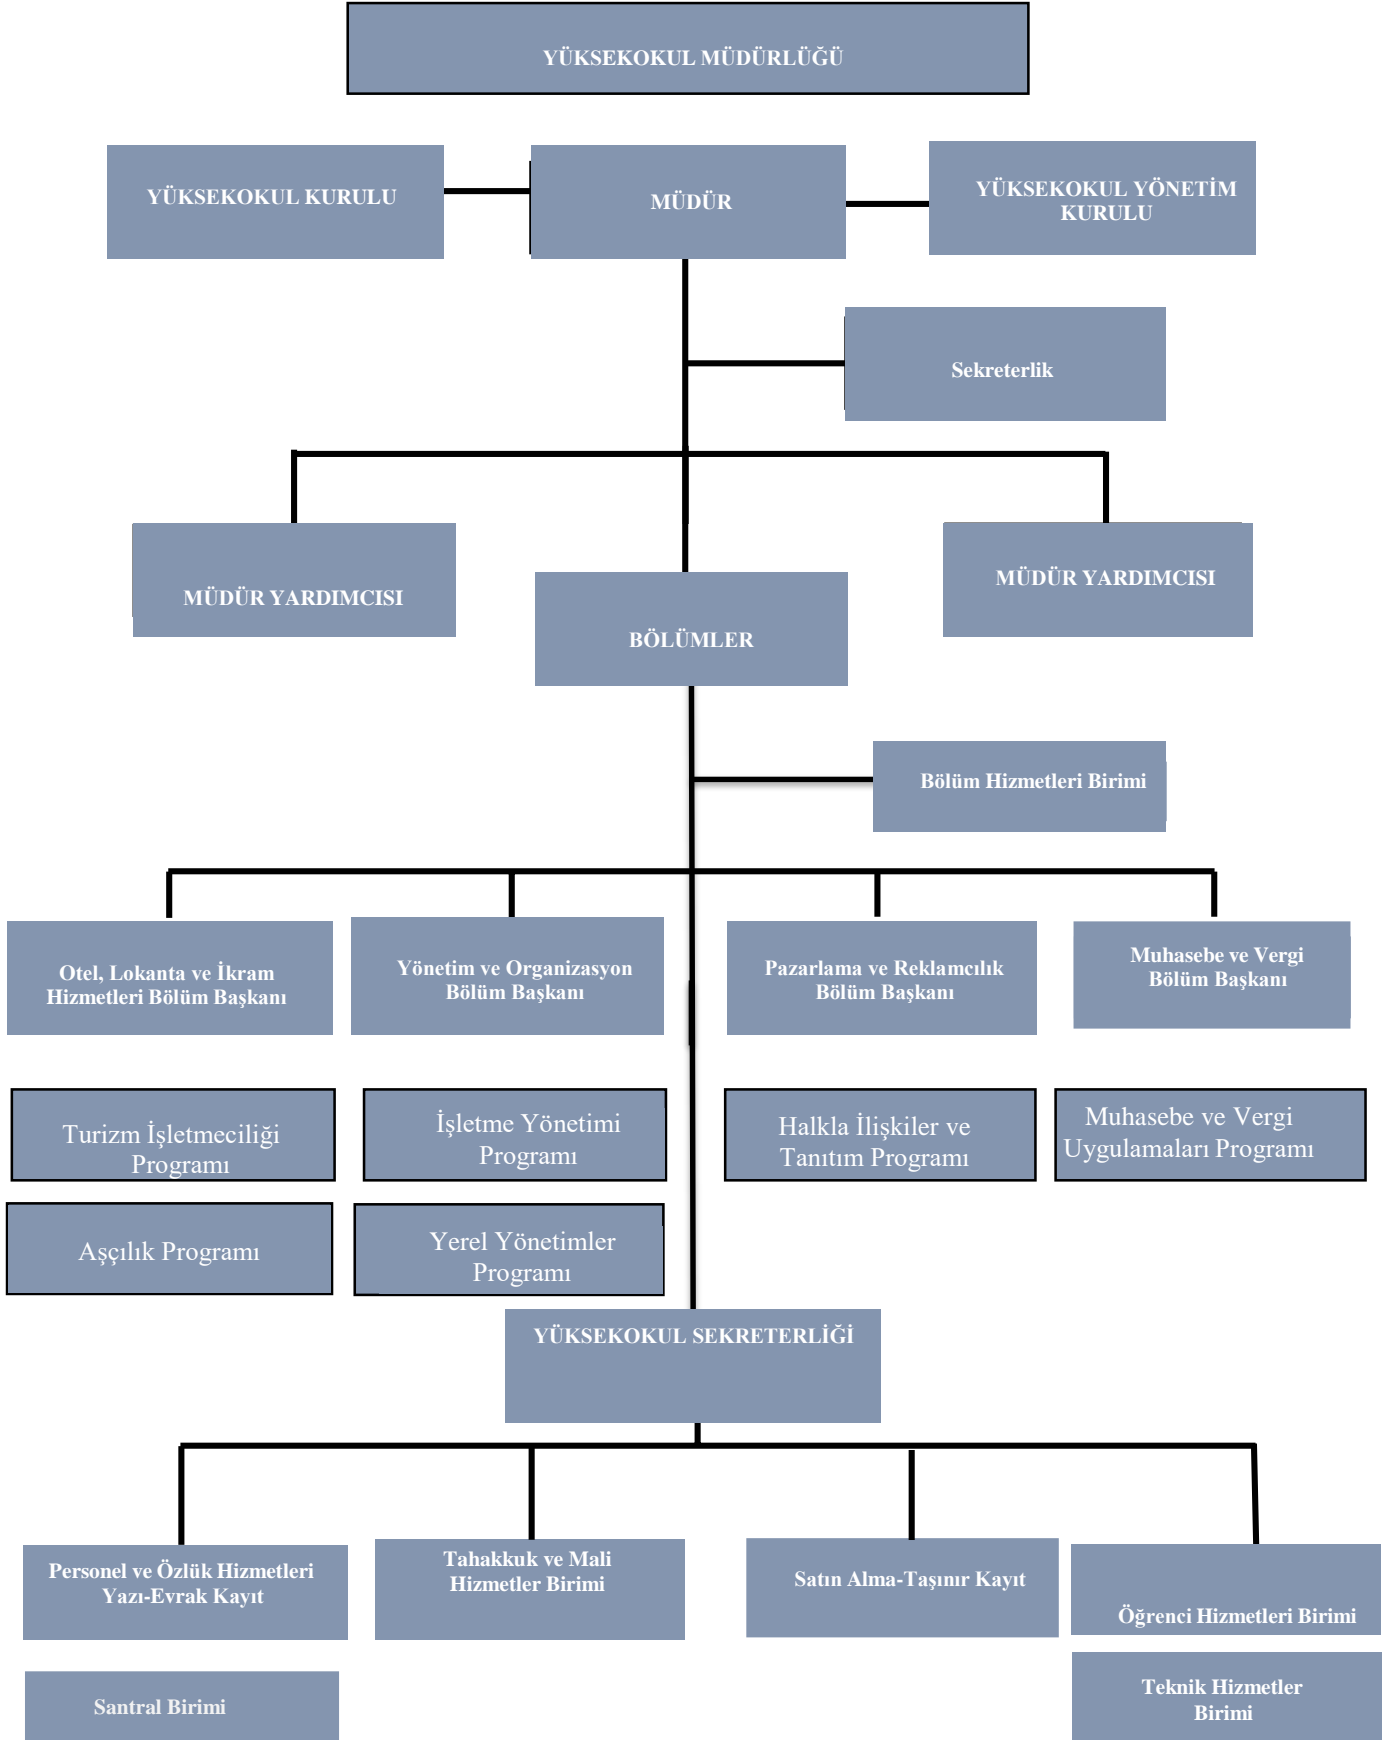 YÜKSEKOKUL MÜDÜRLÜĞÜ
YÜKSEKOKUL KURULU
MÜDÜR
YÜKSEKOKUL YÖNETİM
KURULU
Sekreterlik
MÜDÜR YARDIMCISI
MÜDÜR YARDIMCISI
BÖLÜMLER
Bölüm Hizmetleri Birimi
Otel, Lokanta ve İkram
Hizmetleri Bölüm Başkanı
Yönetim ve Organizasyon
Bölüm Başkanı
Pazarlama ve Reklamcılık
Bölüm Başkanı
Muhasebe ve Vergi
Bölüm Başkanı
Turizm İşletmeciliği
Programı
İşletme Yönetimi
Programı
Halkla İlişkiler ve
Tanıtım Programı
Muhasebe ve Vergi
Uygulamaları Programı
Aşçılık Programı
Yerel Yönetimler
Programı
YÜKSEKOKUL SEKRETERLİĞİ
Personel ve Özlük Hizmetleri
Yazı-Evrak Kayıt
Tahakkuk ve Mali
Hizmetler Birimi
Satın Alma-Taşınır Kayıt
Öğrenci Hizmetleri Birimi
Santral Birimi
Teknik Hizmetler
Birimi